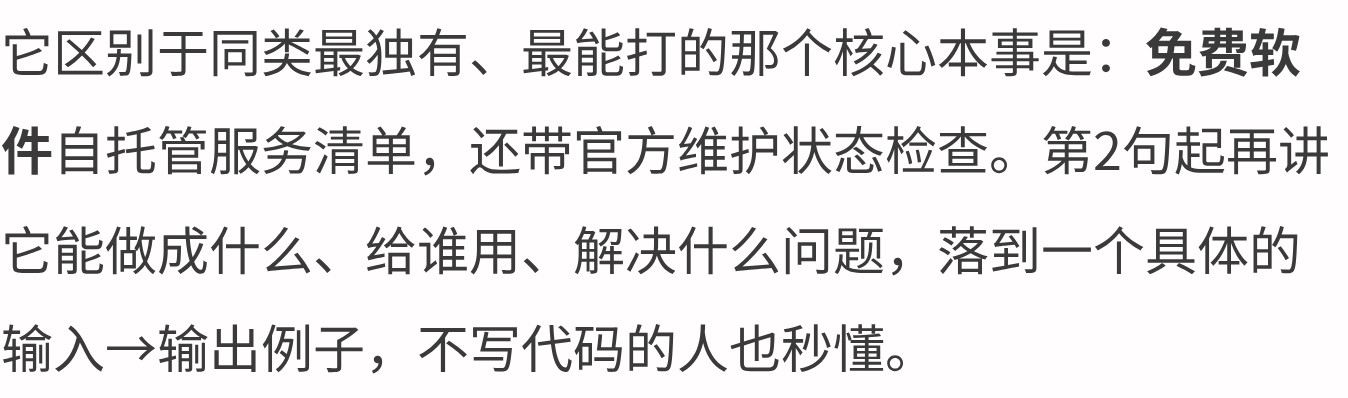 它区别于同类最独有、最能打的那个核心本事是：免费软
件自托管服务清单，还带官方维护状态检查。第2句起再讲
它能做成什么、给谁用、解决什么问题，落到一个具体的
输入→输出例子，不写代码的人也秒懂。